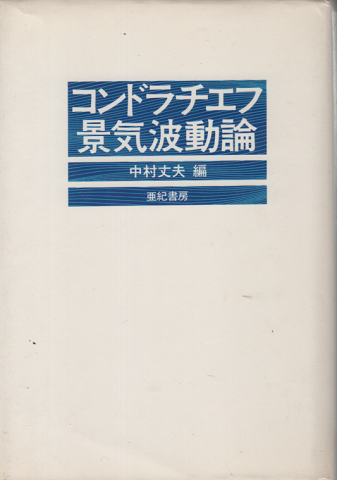 コンドラチエフ
景気波動論
中村丈夫 編
亜紀書房